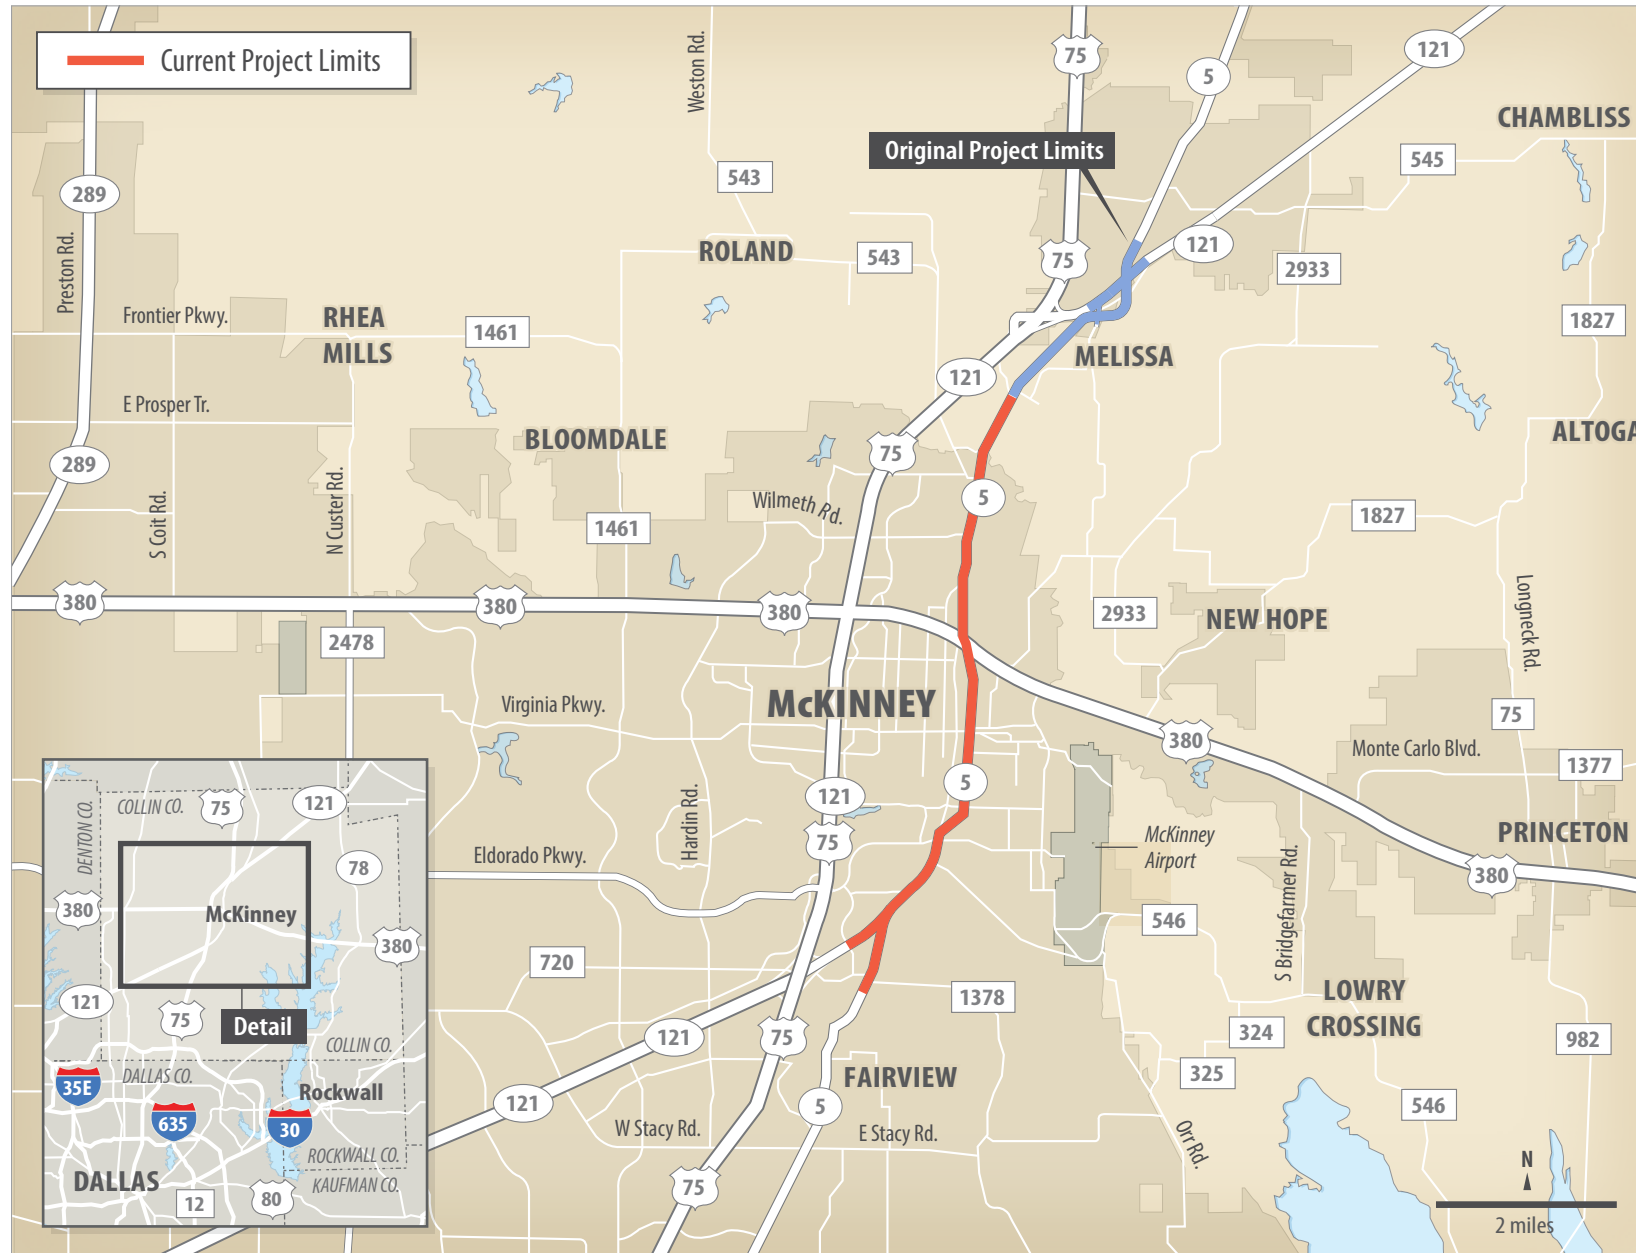 Current Project Limits
Weston Rd.
75
5
121
CHAMBLISS
Original Project Limits
545
543
289
Preston Rd.
ROLAND
543
75
121
2933
Frontier Pkwy.
RHEA
MILLS
1461
1827
MELISSA
121
E Prosper Tr.
BLOOMDALE
ALTOGA
289
75
N Custer Rd.
S Coit Rd.
Wilmeth Rd.
5
1461
1827
380
380
380
2933
NEW HOPE
Longneck Rd.
2478
Virginia Pkwy.
McKINNEY
75
380
Monte Carlo Blvd.
1377
5
121
Hardin Rd.
75
McKinney
Airport
PRINCETON
Eldorado Pkwy.
S Bridgefarmer Rd.
380
546
720
1378
LOWRY
CROSSING
324
982
121
75
325
FAIRVIEW
121
5
546
W Stacy Rd.
E Stacy Rd.
Orr Rd.
75
N
2 miles
COLLIN CO.
75
121
DENTON CO.
78
380
McKinney
380
121
75
Detail
COLLIN CO.
DALLAS CO.
35E
Rockwall
635
30
ROCKWALL CO.
DALLAS
KAUFMAN CO.
12
80